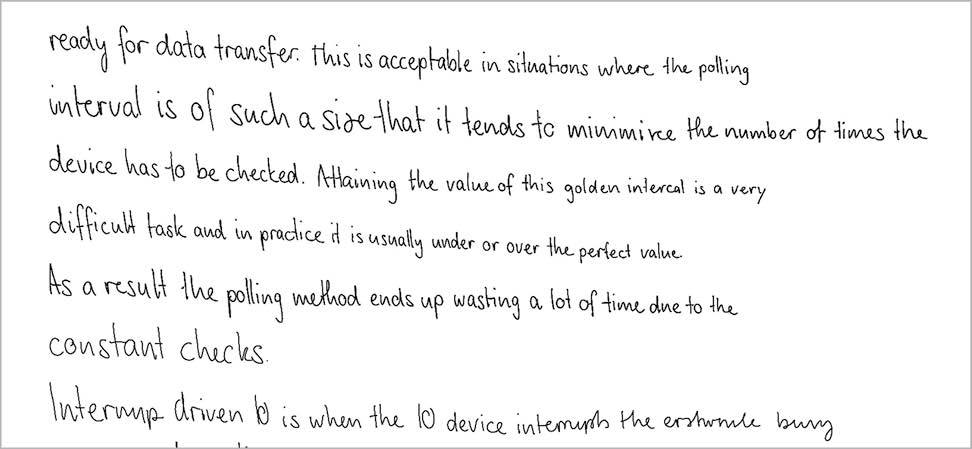 ready for data transfer. This is acceptable in situations where the polling
interval is of such a size that it tends to minimize the number of times the
device has to be checked. Attaining the value of this golden interval is a very
difficult task and in practice it is usually under or over the perfect value.
As a result the polling method ends up wasting a lot of time due to the
constant checks.
Interrup driven IO is when the IO device interrupts the erstwhile busy